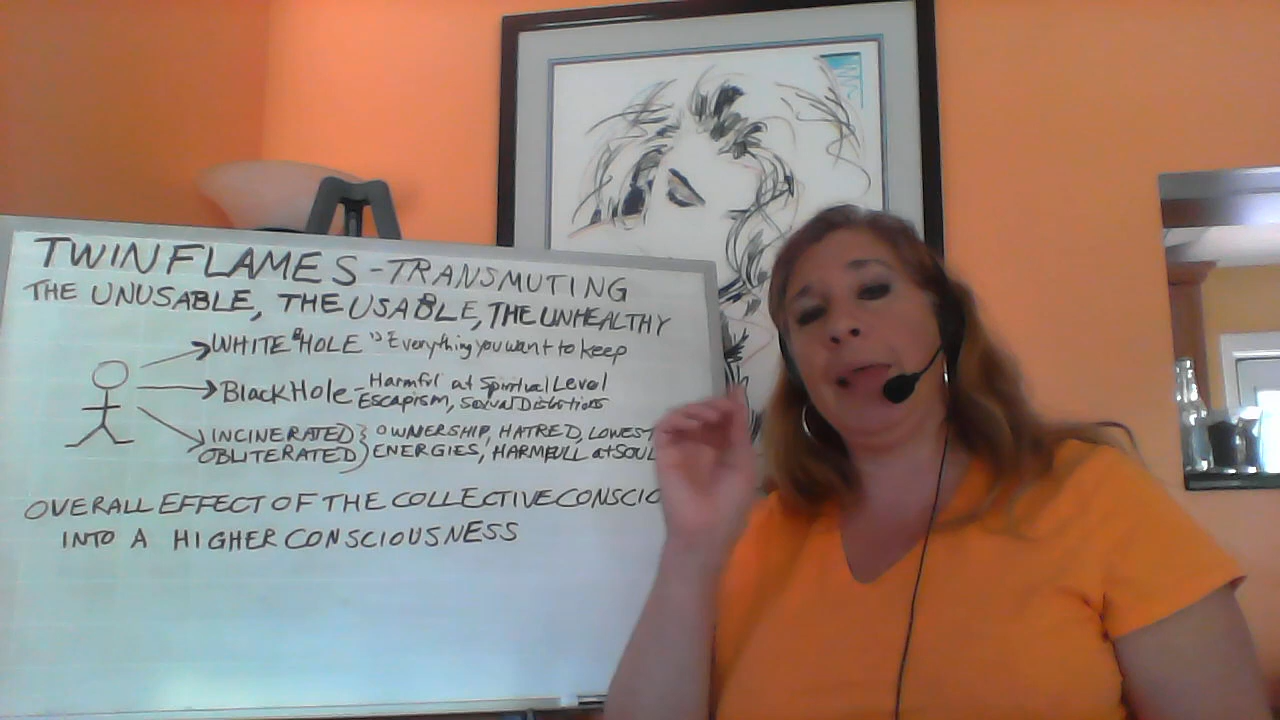 TWINFLAMES - TRANSMUTING
THE UNUSABLE, THE USABLE, THE UNHEALTHY
WHITE "HOLE" Everything you want to keep
Black Hole - Harmful at Spiritual Level
Escapism, Sexual Distortions
INCINERATED } OWNERSHIP, HATRED, LOWEST
OBLITERATED ENERGIES, HARMFULL at SOUL
OVERALL EFFECT OF THE COLLECTIVE CONSCIO
INTO A HIGHER CONSCIOUSNESS